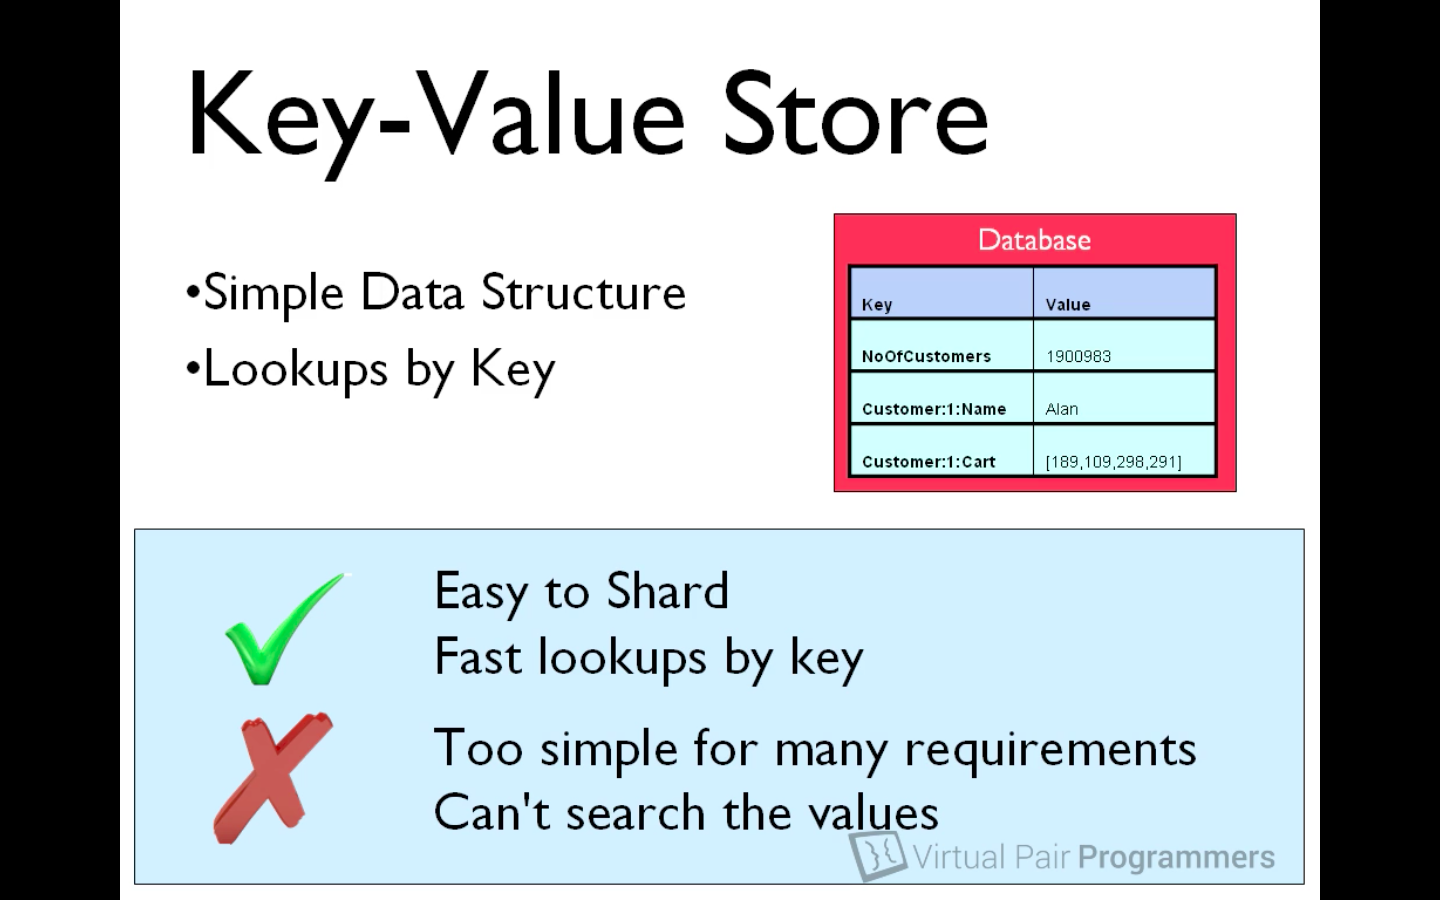 Key-Value Store
•Simple Data Structure
•Lookups by Key
Database
Key Value
NoOfCustomers 1900983
Customer:1:Name Alan
Customer:1:Cart [189,109,298,291]
Easy to Shard
Fast lookups by key
Too simple for many requirements
Can't search the values
Virtual Pair Programmers